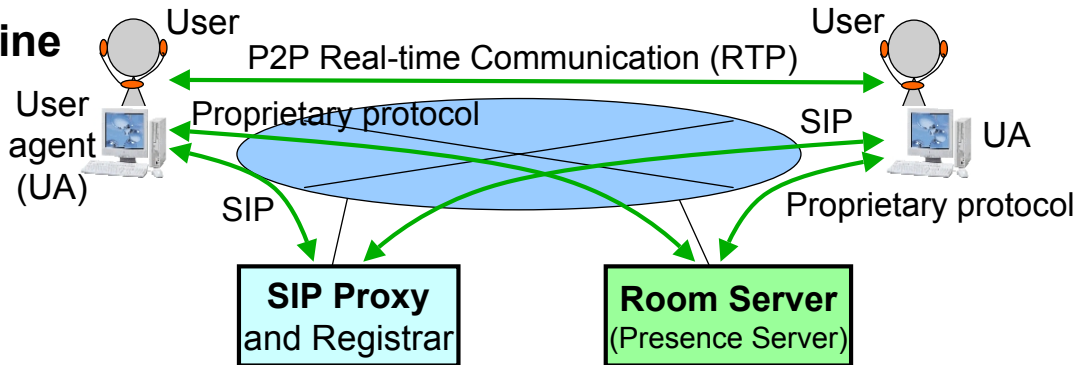 User
User
ine
P2P Real-time Communication (RTP)
User
agent
(UA)
Proprietary protocol
SIP
UA
SIP
Proprietary protocol
SIP Proxy
and Registrar
Room Server
(Presence Server)